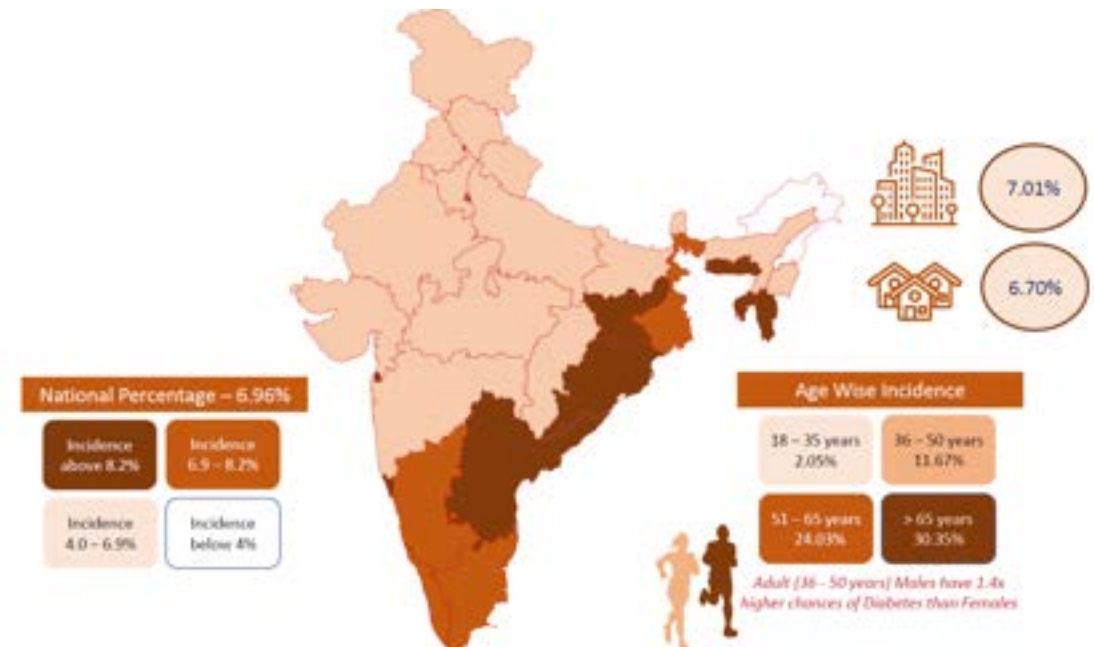 7.01%
6.70%
National Percentage – 6.96%
Incidence
above 8.2%
Incidence
6.9 – 8.2%
Incidence
4.0 – 6.9%
Incidence
below 4%
Age Wise Incidence
18 – 35 years
2.05%
36 – 50 years
11.67%
51 – 65 years
24.03%
> 65 years
30.35%
Adult (36 - 50 years) Males have 1.4x
higher chances of Diabetes than Females